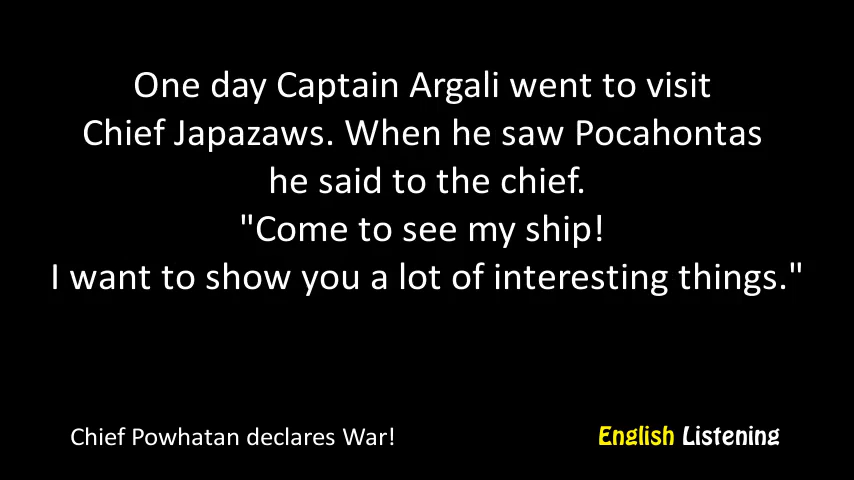 One day Captain Argali went to visit
Chief Japazaws. When he saw Pocahontas
he said to the chief.
"Come to see my ship!
I want to show you a lot of interesting things."
Chief Powhatan declares War!
English Listening